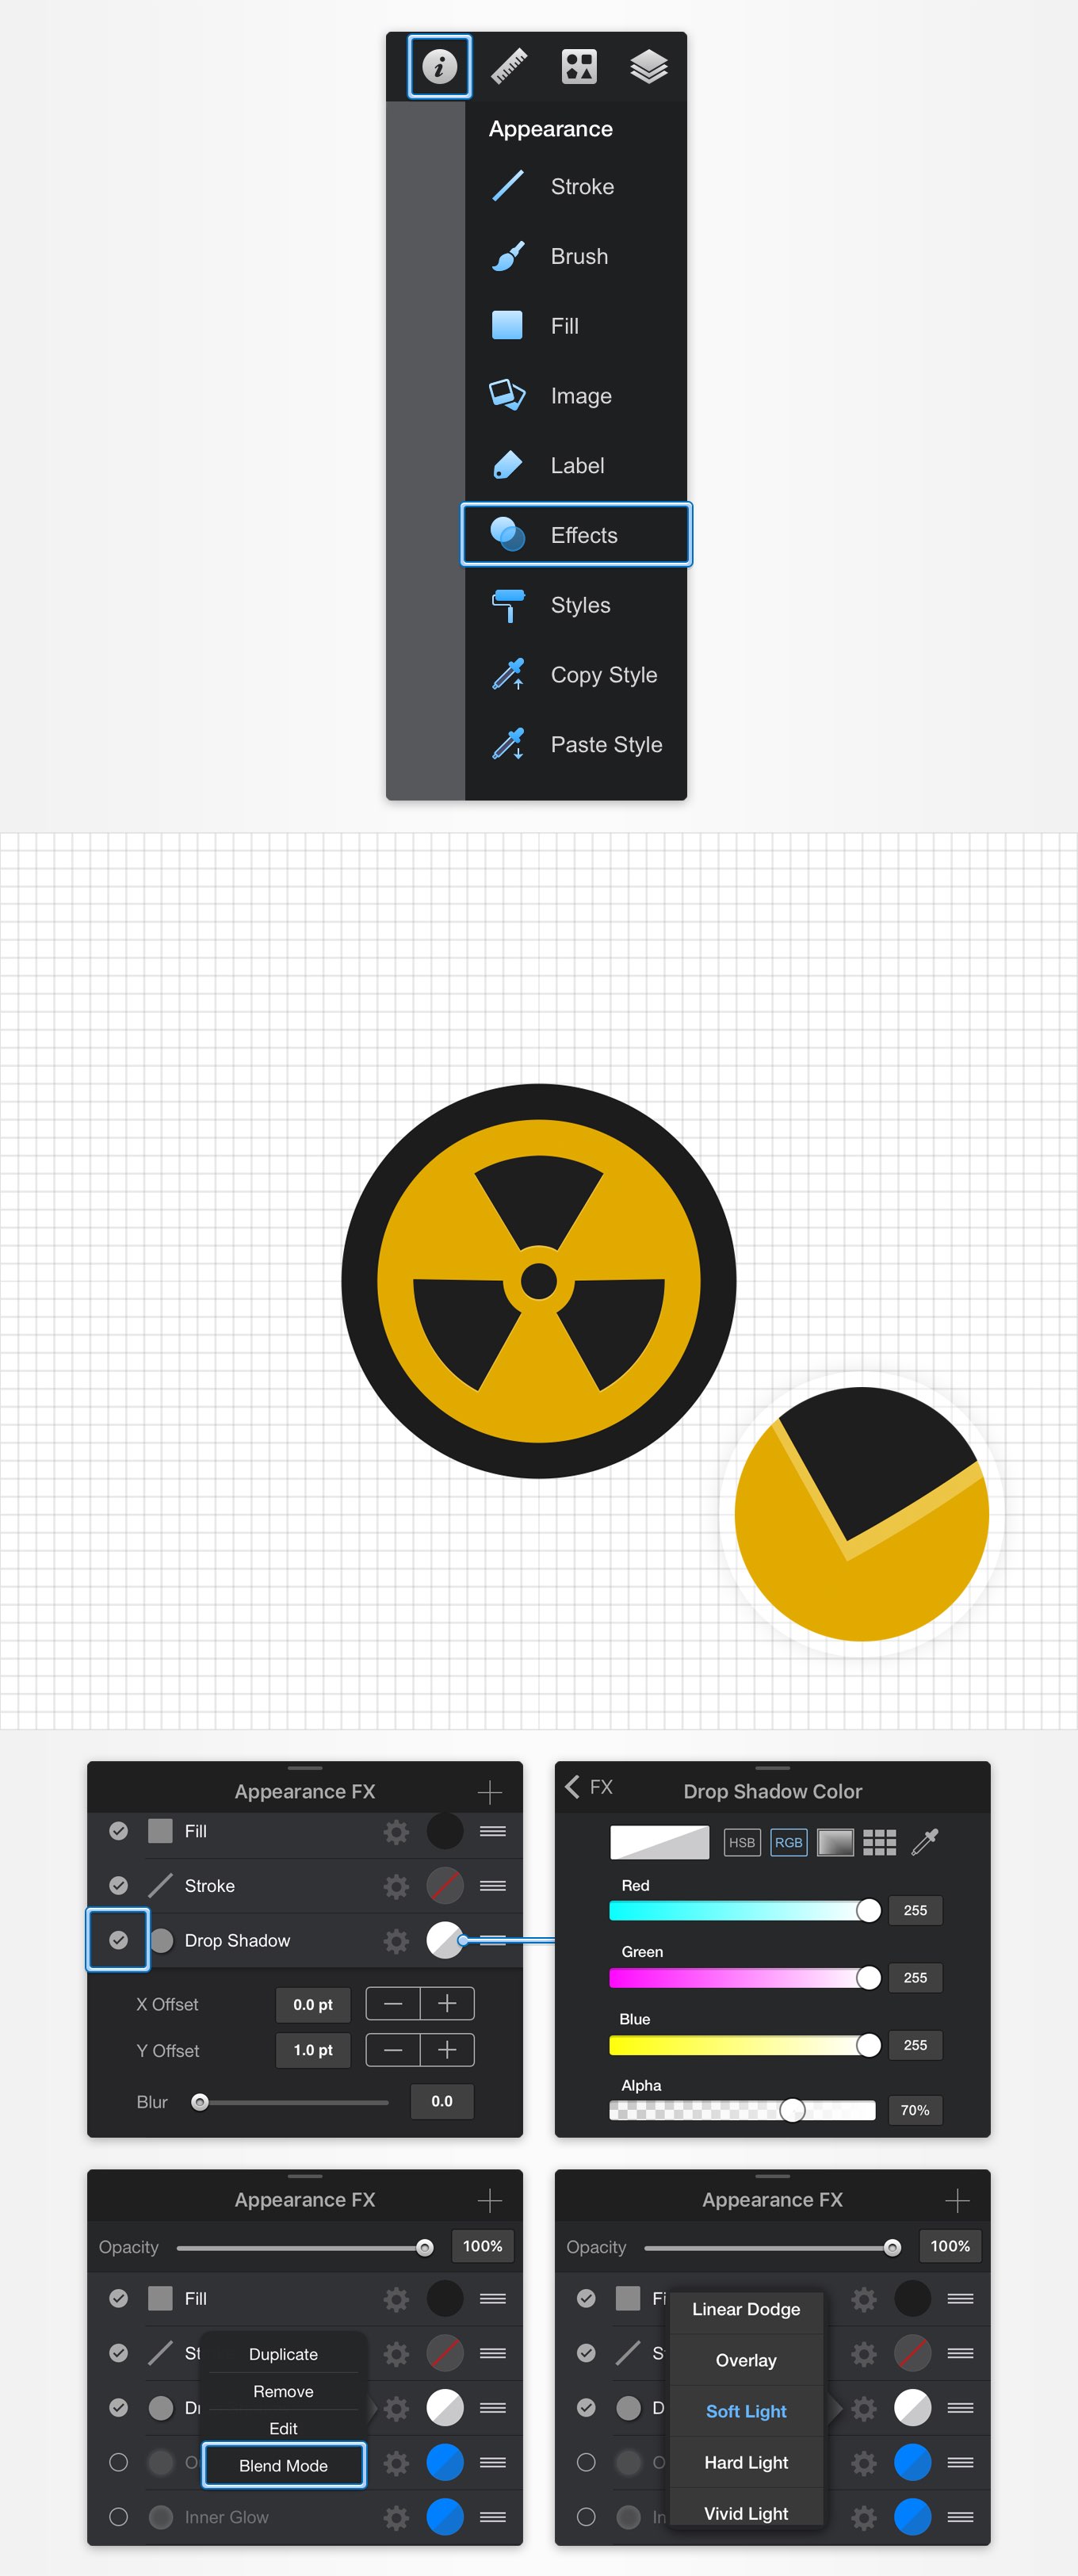 Appearance
Stroke
Brush
Fill
Image
Label
Effects
Styles
Copy Style
Paste Style
Appearance FX
Fill
Stroke
Drop Shadow
X Offset 0.0 pt
Y Offset 1.0 pt
Blur 0.0
FX Drop Shadow Color
HSB RGB
Red
255
Green
255
Blue
255
Alpha
70%
Appearance FX
Opacity 100%
Fill
St
Duplicate
Remove
Dr
Edit
Blend Mode
O
Inner Glow
Appearance FX
Opacity 100%
Fi
Linear Dodge
S
Overlay
D
Soft Light
O
Hard Light
In
Vivid Light